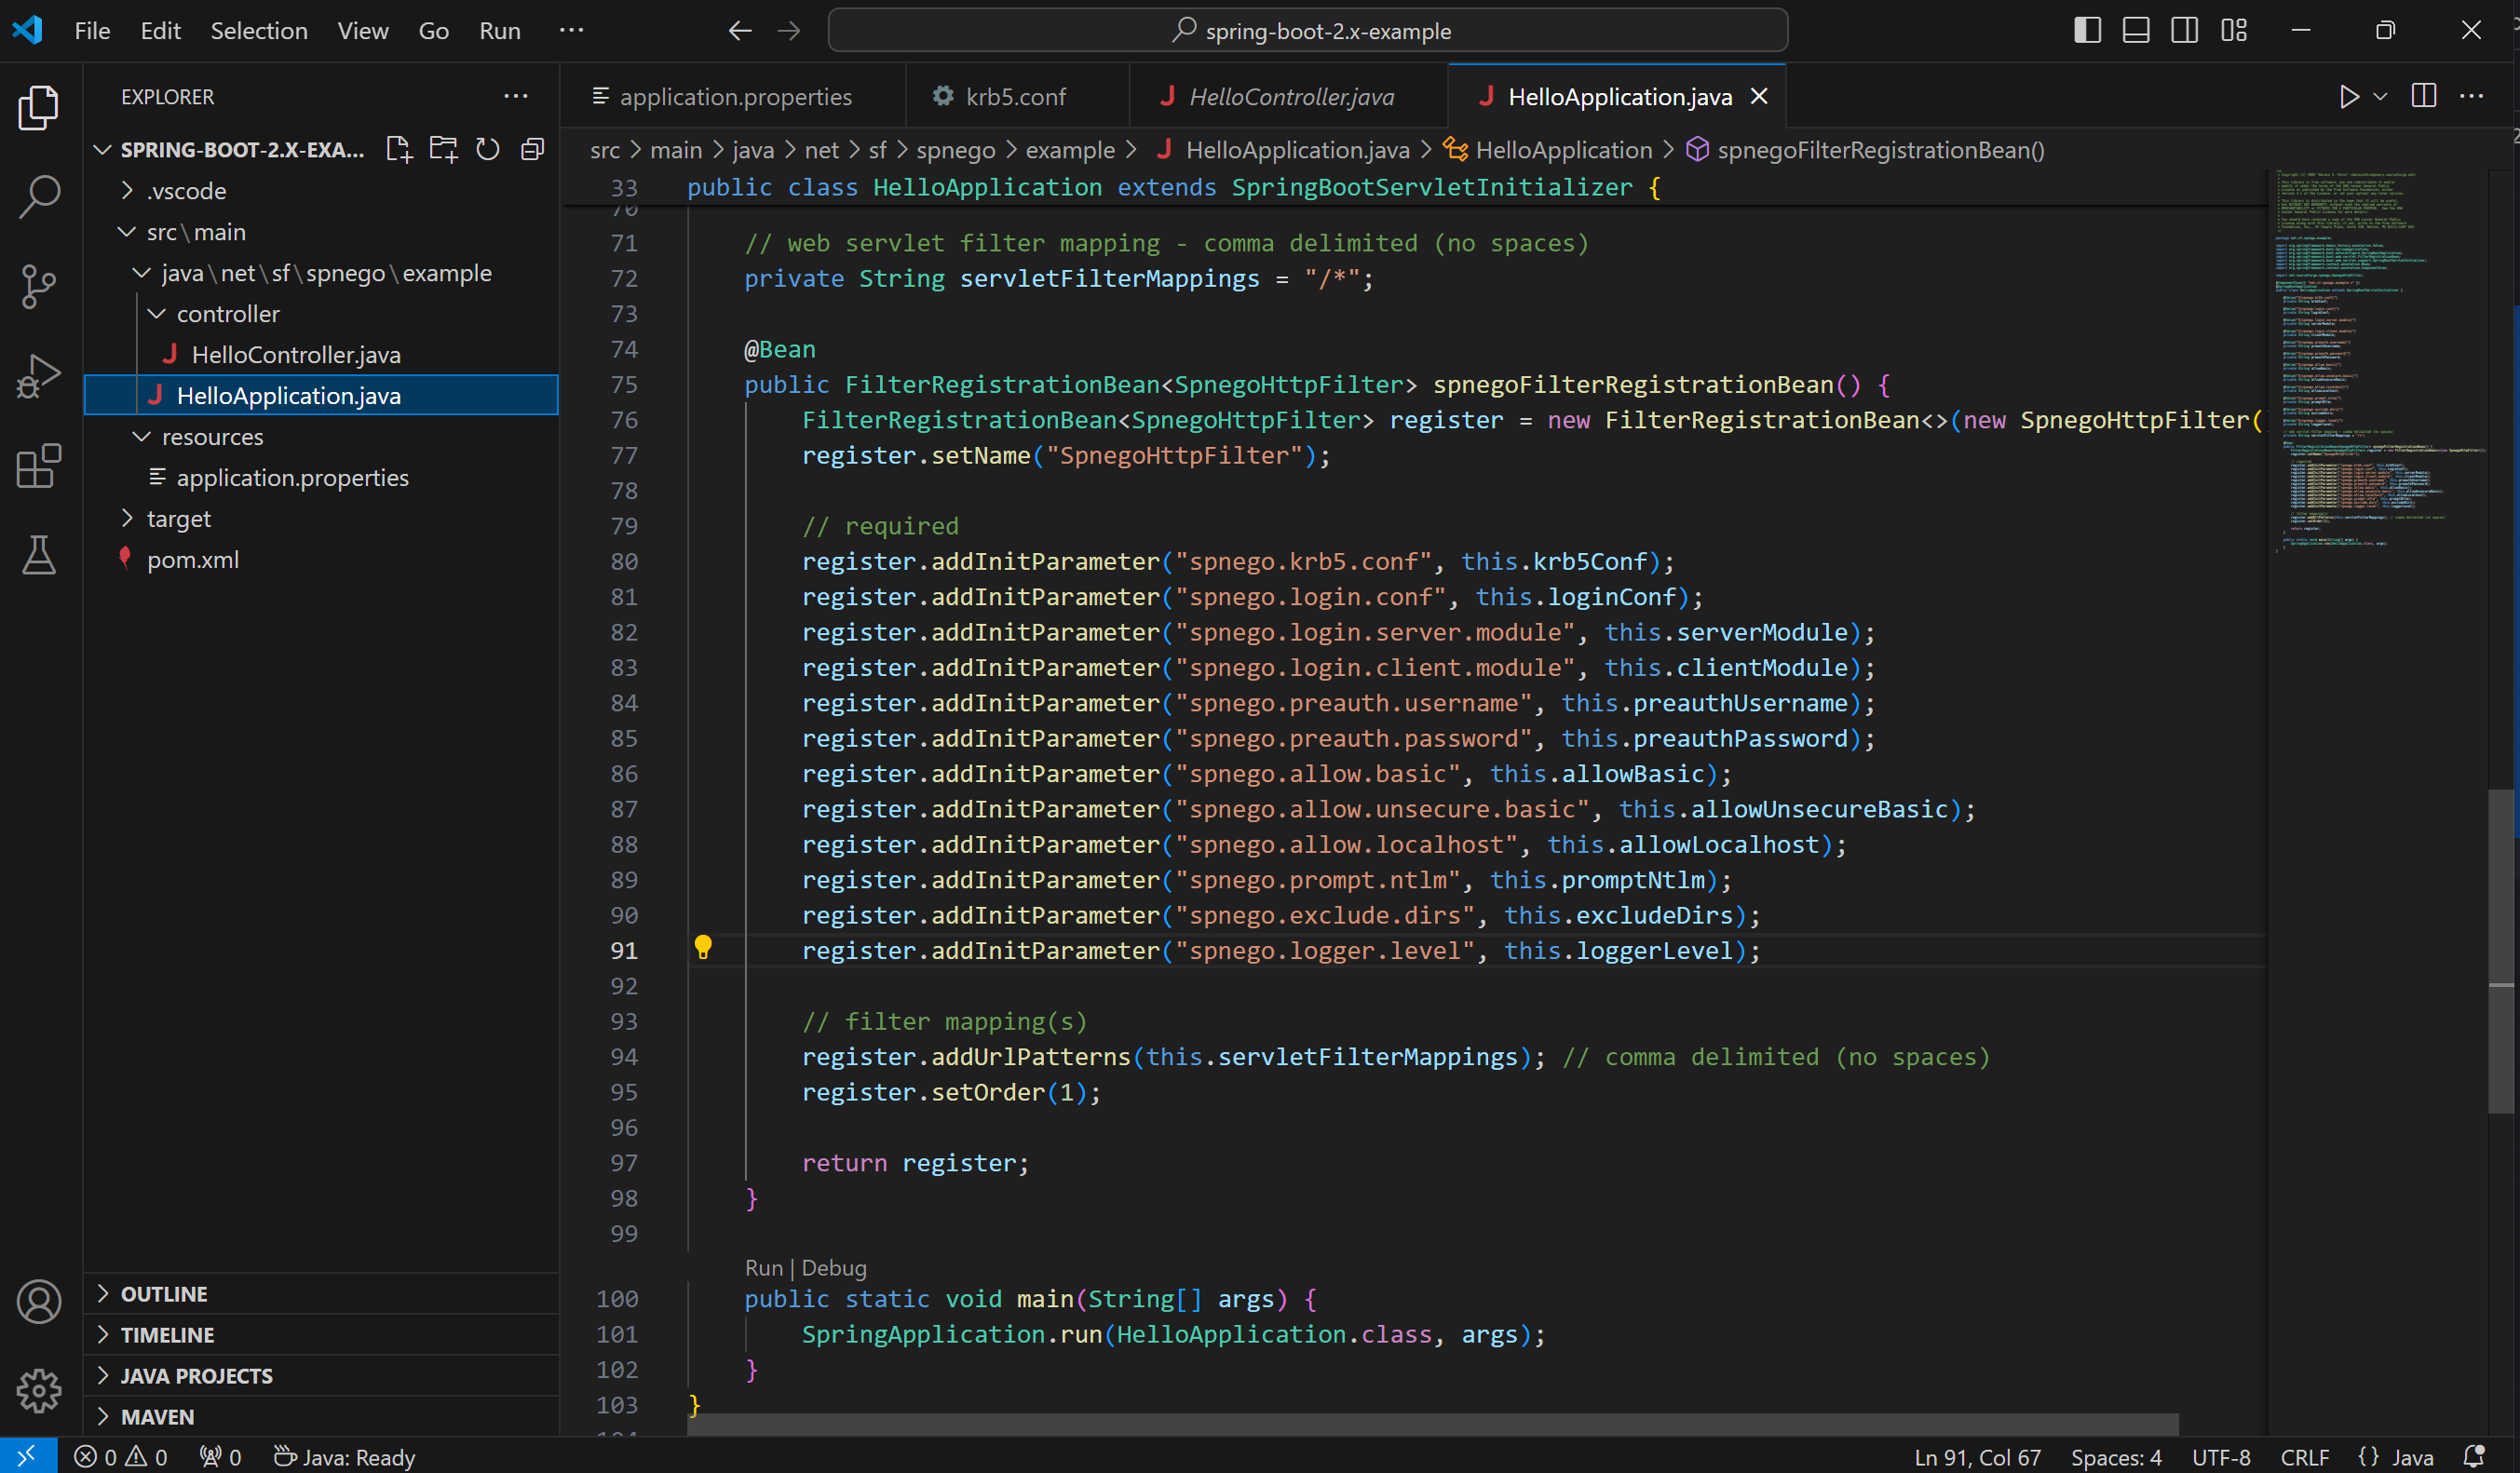 File Edit Selection View Go Run ··· spring-boot-2.x-example
EXPLORER ···
SPRING-BOOT-2.X-EXA...
.vscode
src\main
java\net\sf\spnego\example
controller
HelloController.java
HelloApplication.java
resources
application.properties
target
pom.xml
OUTLINE
TIMELINE
JAVA PROJECTS
MAVEN
application.properties krb5.conf HelloController.java HelloApplication.java
src > main > java > net > sf > spnego > example > HelloApplication.java > HelloApplication > spnegoFilterRegistrationBean()
33 public class HelloApplication extends SpringBootServletInitializer {
70
71 // web servlet filter mapping - comma delimited (no spaces)
72 private String servletFilterMappings = "/*";
73
74 @Bean
75 public FilterRegistrationBean<SpnegoHttpFilter> spnegoFilterRegistrationBean() {
76 FilterRegistrationBean<SpnegoHttpFilter> register = new FilterRegistrationBean<>(new SpnegoHttpFilter(
77 register.setName("SpnegoHttpFilter");
78
79 // required
80 register.addInitParameter("spnego.krb5.conf", this.krb5Conf);
81 register.addInitParameter("spnego.login.conf", this.loginConf);
82 register.addInitParameter("spnego.login.server.module", this.serverModule);
83 register.addInitParameter("spnego.login.client.module", this.clientModule);
84 register.addInitParameter("spnego.preauth.username", this.preauthUsername);
85 register.addInitParameter("spnego.preauth.password", this.preauthPassword);
86 register.addInitParameter("spnego.allow.basic", this.allowBasic);
87 register.addInitParameter("spnego.allow.unsecure.basic", this.allowUnsecureBasic);
88 register.addInitParameter("spnego.allow.localhost", this.allowLocalhost);
89 register.addInitParameter("spnego.prompt.ntlm", this.promptNtlm);
90 register.addInitParameter("spnego.exclude.dirs", this.excludeDirs);
91 register.addInitParameter("spnego.logger.level", this.loggerLevel);
92
93 // filter mapping(s)
94 register.addUrlPatterns(this.servletFilterMappings); // comma delimited (no spaces)
95 register.setOrder(1);
96
97 return register;
98 }
99
Run | Debug
100 public static void main(String[] args) {
101 SpringApplication.run(HelloApplication.class, args);
102 }
103 }
0 0 0 Java: Ready Ln 91, Col 67 Spaces: 4 UTF-8 CRLF {} Java